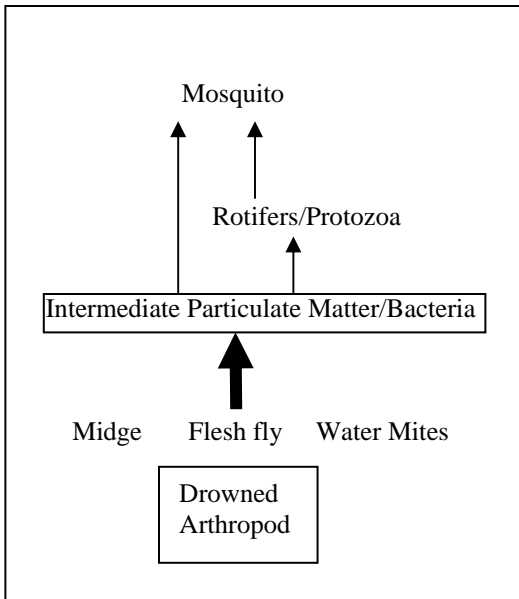 Mosquito
Rotifers/Protozoa
Intermediate Particulate Matter/Bacteria
Midge Flesh fly Water Mites
Drowned
Arthropod